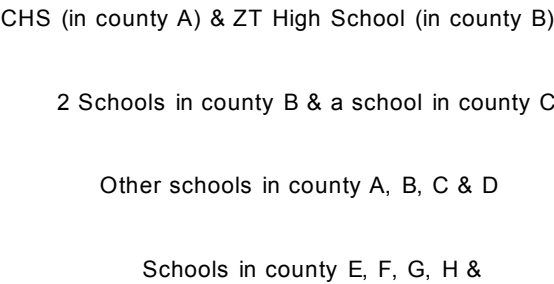 CHS (in county A) & ZT High School (in county B)
2 Schools in county B & a school in county C
Other schools in county A, B, C & D
Schools in county E, F, G, H &